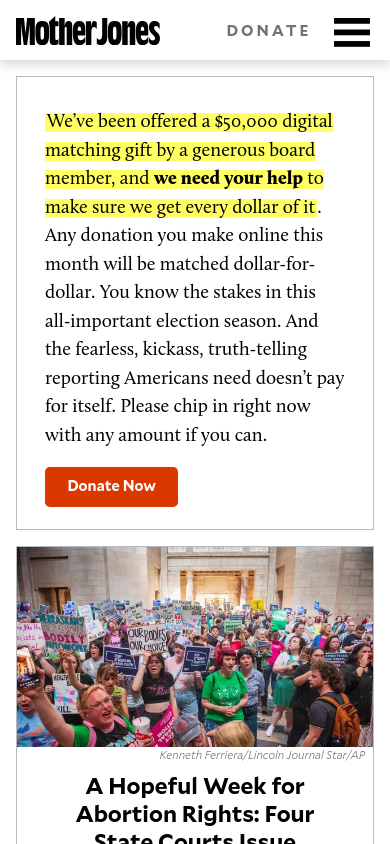 Mother Jones
DONATE
We’ve been offered a $50,000 digital
matching gift by a generous board
member, and we need your help to
make sure we get every dollar of it.
Any donation you make online this
month will be matched dollar-for-
dollar. You know the stakes in this
all-important election season. And
the fearless, kickass, truth-telling
reporting Americans need doesn’t pay
for itself. Please chip in right now
with any amount if you can.
Donate Now
OUR BODIES
OUR CHOICE
BODILY
Kenneth Ferriera/Lincoln Journal Star/AP
A Hopeful Week for
Abortion Rights: Four
State Courts Issue